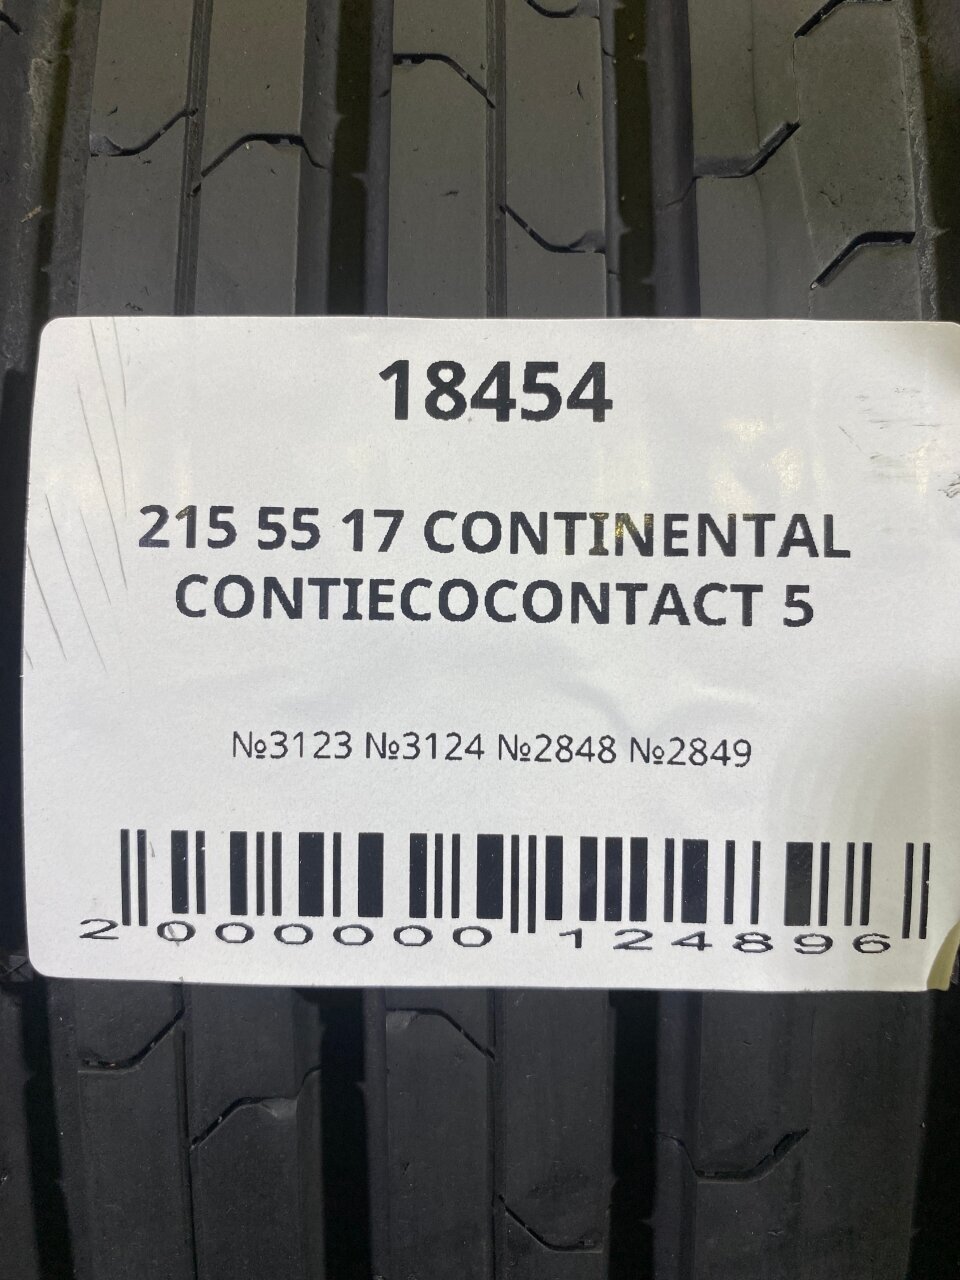 18454
215 55 17 CONTINENTAL
CONTIECOCONTACT 5
№3123 №3124 №2848 №2849
2 000000 124896